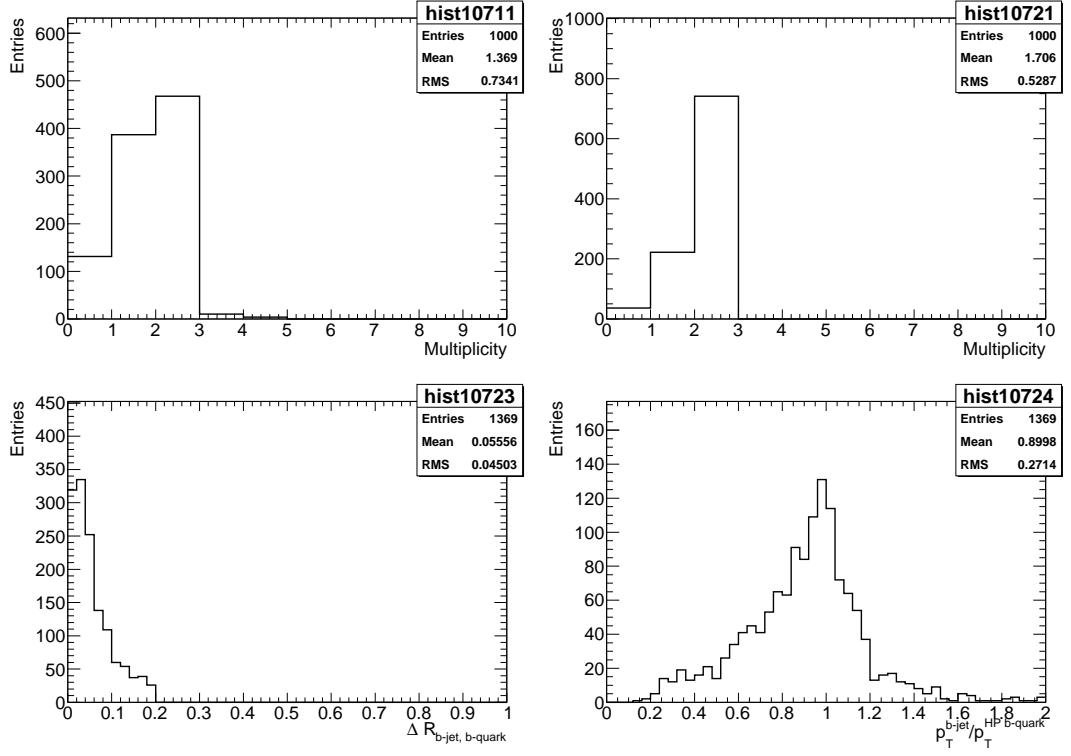 hist10711
Entries 1000
Mean 1.369
RMS 0.7341
Entries
600
500
400
300
200
100
0
0 1 2 3 4 5 6 7 8 9 10
Multiplicity
hist10721
Entries 1000
Mean 1.706
RMS 0.5287
Entries
1000
800
600
400
200
0
0 1 2 3 4 5 6 7 8 9 10
Multiplicity
hist10723
Entries 1369
Mean 0.05556
RMS 0.04503
Entries
450
400
350
300
250
200
150
100
50
0
0 0.1 0.2 0.3 0.4 0.5 0.6 0.7 0.8 0.9 1
Δ R b-jet, b-quark
hist10724
Entries 1369
Mean 0.8998
RMS 0.2714
Entries
160
140
120
100
80
60
40
20
0
0 0.2 0.4 0.6 0.8 1 1.2 1.4 1.6 1.8 2
p_T^b-jet/p_T^HP b-quark